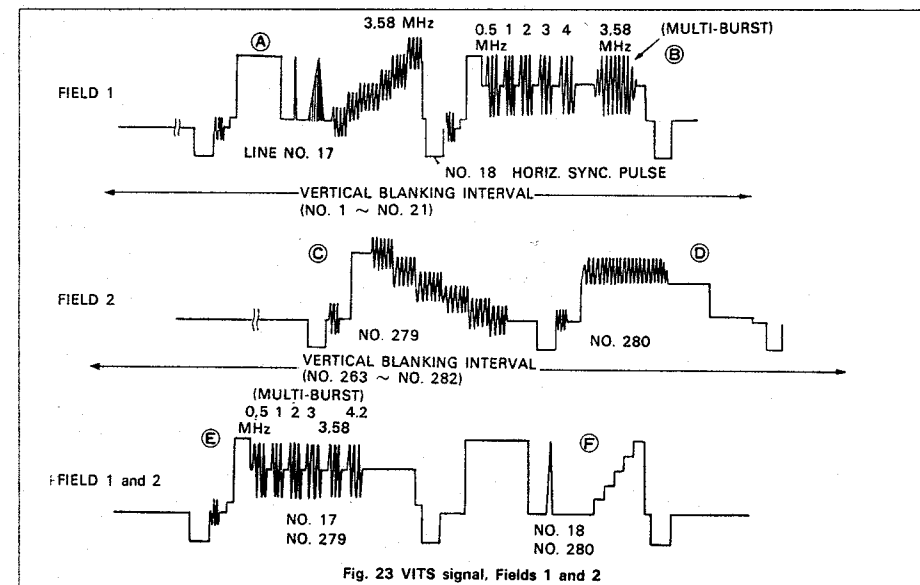 3.58 MHz
0.5 1 2 3 4 3,58 (MULTI-BURST)
MHz MHz
Ⓐ Ⓑ
FIELD 1
LINE NO. 17
NO. 18 HORIZ. SYNC. PULSE
VERTICAL BLANKING INTERVAL
(NO. 1 ～ NO. 21)
Ⓒ Ⓓ
FIELD 2
NO. 279
NO. 280
VERTICAL BLANKING INTERVAL
(NO. 263 ～ NO. 282)
(MULTI-BURST)
0,5 1 2 3 4.2
MHz 3.58
Ⓔ Ⓕ
FIELD 1 and 2
NO. 17
NO. 279
NO. 18
NO. 280
Fig. 23 VITS signal, Fields 1 and 2